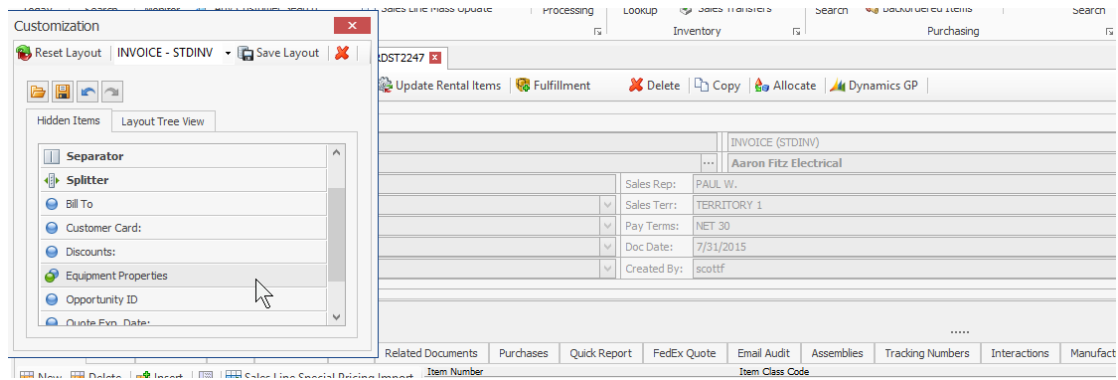 Today Search Monitor Sales Line Mass Update Processing Lookup Sales Transfers Search Backordered Items Search
Inventory Purchasing
Customization
Reset Layout INVOICE - STDINV Save Layout
DST2247
Update Rental Items Fulfillment Delete Copy Allocate Dynamics GP
Hidden Items Layout Tree View
Separator
Splitter
Bill To
Customer Card:
Discounts:
Equipment Properties
Opportunity ID
Quote Exp. Date:
INVOICE (STDINV)
... Aaron Fitz Electrical
Sales Rep: PAUL W.
Sales Terr: TERRITORY 1
Pay Terms: NET 30
Doc Date: 7/31/2015
Created By: scottf
.....
Related Documents Purchases Quick Report FedEx Quote Email Audit Assemblies Tracking Numbers Interactions Manufact
New Delete Insert Sales Line Special Pricing Import Item Number Item Class Code